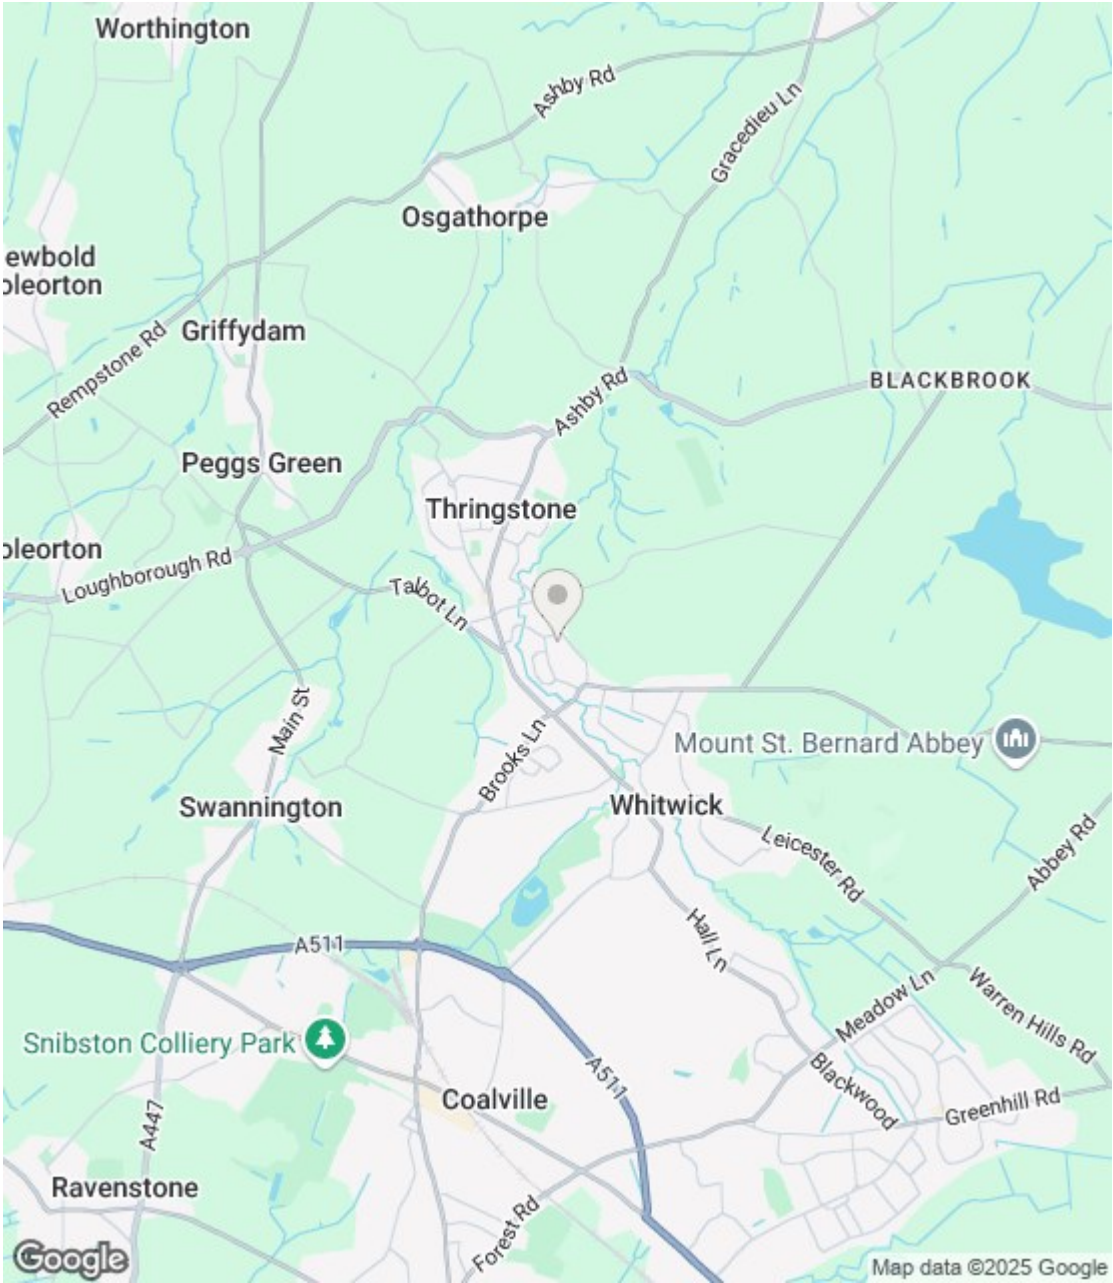 Worthington
Ashby Rd
Gracedieu Ln
Osgathorpe
ewbold
oleorton
Griffydam
Rempstone Rd
Ashby Rd
BLACKBROOK
Peggs Green
Thringstone
oleorton
Loughborough Rd
Talbot Ln
Main St
Brooks Ln
Mount St. Bernard Abbey
Swannington
Whitwick
Leicester Rd
Abbey Rd
Hall Ln
A511
Meadow Ln
Warren Hills Rd
Snibston Colliery Park
A511
Blackwood
Coalville
Greenhill Rd
A447
Ravenstone
Forest Rd
Google
Map data ©2025 Google